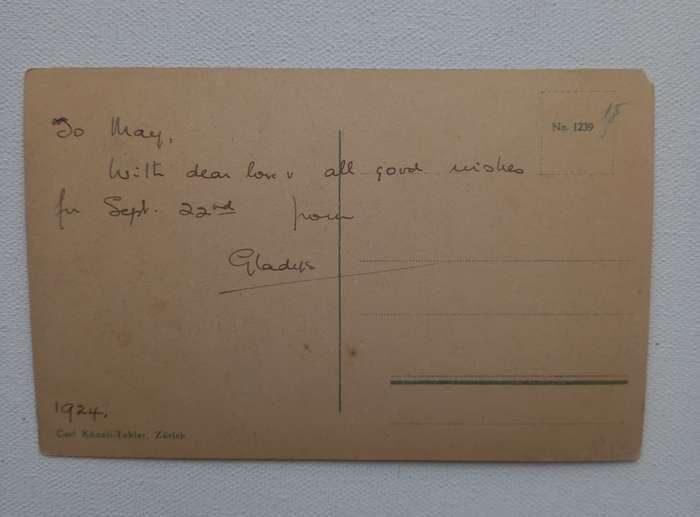 To May,
With dear love & all good wishes
for Sept. 22nd from
Gladys
1924.
Carl Künzli-Tobler, Zürich
No. 1239
15